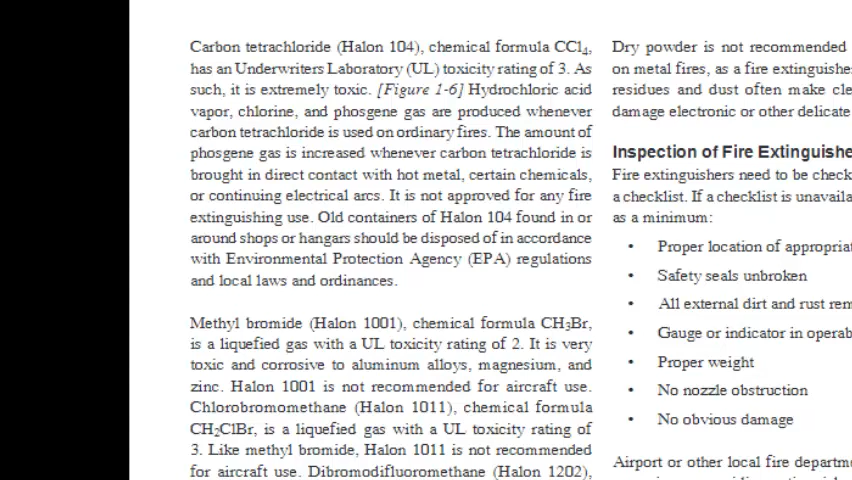 Carbon tetrachloride (Halon 104), chemical formula CCl₄,
has an Underwriters Laboratory (UL) toxicity rating of 3. As
such, it is extremely toxic. [Figure 1-6] Hydrochloric acid
vapor, chlorine, and phosgene gas are produced whenever
carbon tetrachloride is used on ordinary fires. The amount of
phosgene gas is increased whenever carbon tetrachloride is
brought in direct contact with hot metal, certain chemicals,
or continuing electrical arcs. It is not approved for any fire
extinguishing use. Old containers of Halon 104 found in or
around shops or hangars should be disposed of in accordance
with Environmental Protection Agency (EPA) regulations
and local laws and ordinances.
Methyl bromide (Halon 1001), chemical formula CH₃Br,
is a liquefied gas with a UL toxicity rating of 2. It is very
toxic and corrosive to aluminum alloys, magnesium, and
zinc. Halon 1001 is not recommended for aircraft use.
Chlorobromomethane (Halon 1011), chemical formula
CH₂ClBr, is a liquefied gas with a UL toxicity rating of
3. Like methyl bromide, Halon 1011 is not recommended
for aircraft use. Dibromodifluoromethane (Halon 1202),
Dry powder is not recommended
on metal fires, as a fire extinguishe
residues and dust often make cle
damage electronic or other delicate
Inspection of Fire Extinguishe
Fire extinguishers need to be check
a checklist. If a checklist is unavaila
as a minimum:
• Proper location of appropriat
• Safety seals unbroken
• All external dirt and rust rem
• Gauge or indicator in operab
• Proper weight
• No nozzle obstruction
• No obvious damage
Airport or other local fire departme